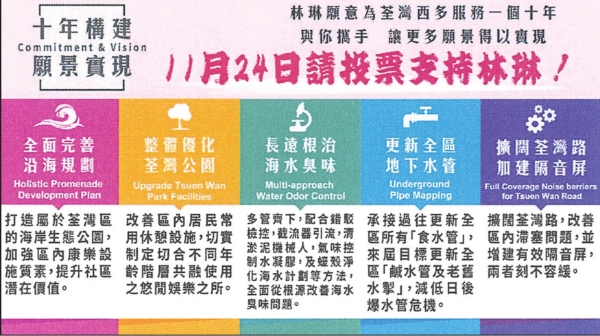 十年構建
Commitment & Vision
願景實現
林琳願意為荃灣西多服務一個十年
與你攜手 讓更多願景得以實現
11月24日請投票支持林琳！
全面完善
沿海規劃
Holistic Promenade
Development Plan
打造屬於荃灣區
的海岸生態公園，
加強區內康樂設
施質素，提升社區
潛在價值。
整體優化
荃灣公園
Upgrade Tsuen Wan
Park Facilities
改善區內居民常
用休憩設施，切實
制定切合不同年
齡階層共融使用
之悠閒娛樂之所。
長遠根治
海水臭味
Multi-approach
Water Odor Control
多管齊下，配合錯駁
檢控，截流器引流，清
淤泥機械人，氣味控
制水凝膠，及蠔殼淨
化海水計劃等方法，
全面從根源改善海水
臭味問題。
更新全區
地下水管
Underground
Pipe Mapping
承接過往更新全
區所有「食水管」，
來屆目標更新全
區「鹹水管及老舊
水掣」，減低日後
爆水管危機。
擴闊荃灣路
加建隔音屏
Full Coverage Noise barriers
for Tsuen Wan Road
擴闊荃灣路，改善
區內滯塞問題，並
增建有效隔音屏，
兩者刻不容緩。